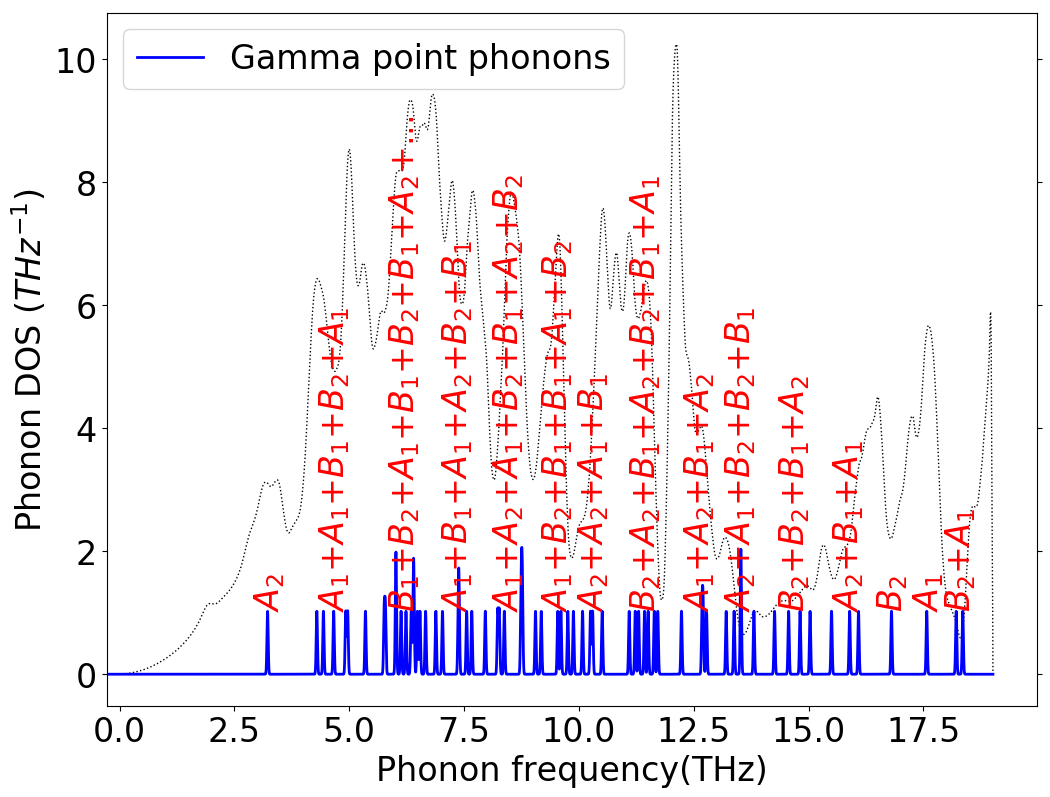 Gamma point phonons
Phonon DOS (THz⁻¹)
10
8
6
4
2
0
A₂
A₁+A₁+B₁+B₂+A₁
B₁+B₂+A₁+B₁+B₂+B₁+A₂+...
A₁+B₁+A₁+A₂+B₂+B₁
A₁+A₂+A₁+B₂+B₁+A₂+B₂
A₁+B₂+B₁+B₁+A₁+B₂
A₂+A₂+A₁+B₁
B₂+A₂+B₁+A₂+B₂+B₁+A₁
A₁+A₂+B₁+A₂
A₂+A₁+B₂+B₂+B₁
B₂+B₂+B₁+A₂
A₂+B₁+A₁
B₂
A₁
B₂+A₁
0.0 2.5 5.0 7.5 10.0 12.5 15.0 17.5
Phonon frequency(THz)